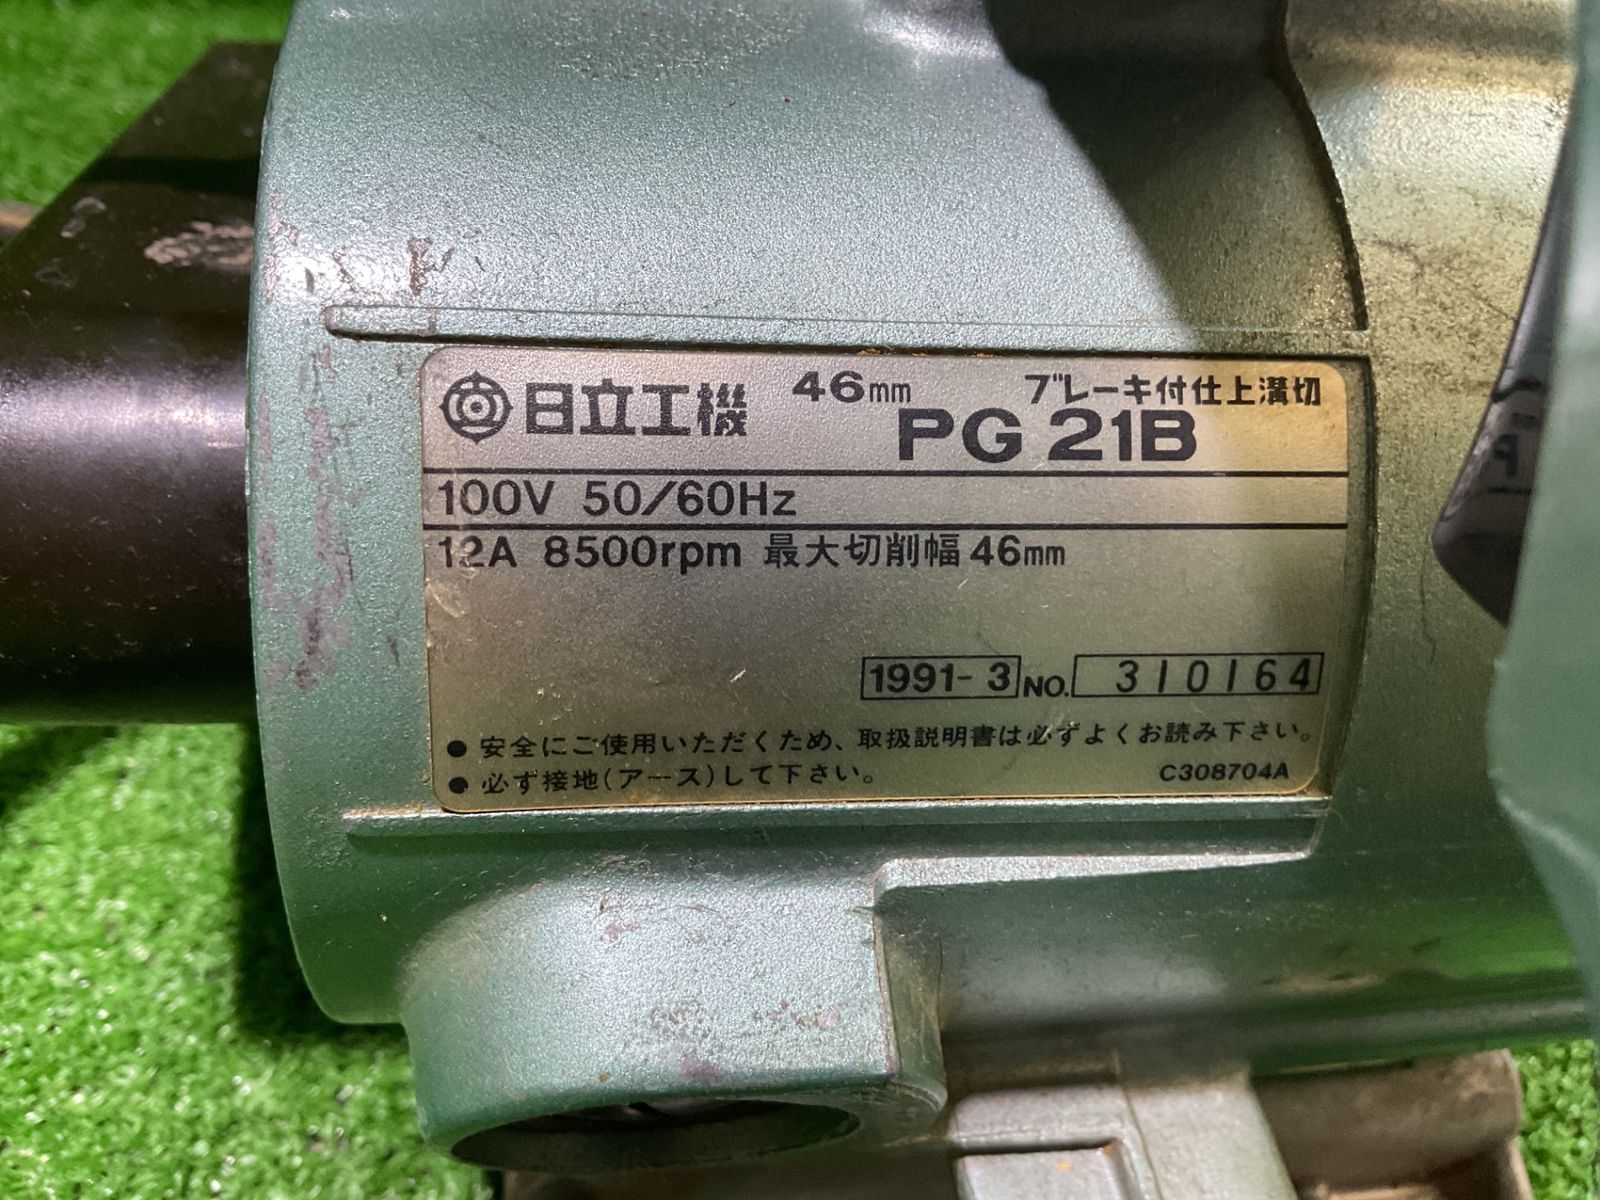 日立工機 46mm ブレーキ付仕上溝切
PG 21B
100V 50/60Hz
12A 8500rpm 最大切削幅46mm
1991-3 NO. 310164
●安全にご使用いただくため、取扱説明書は必ずよくお読み下さい。
●必ず接地(アース)して下さい。 C308704A